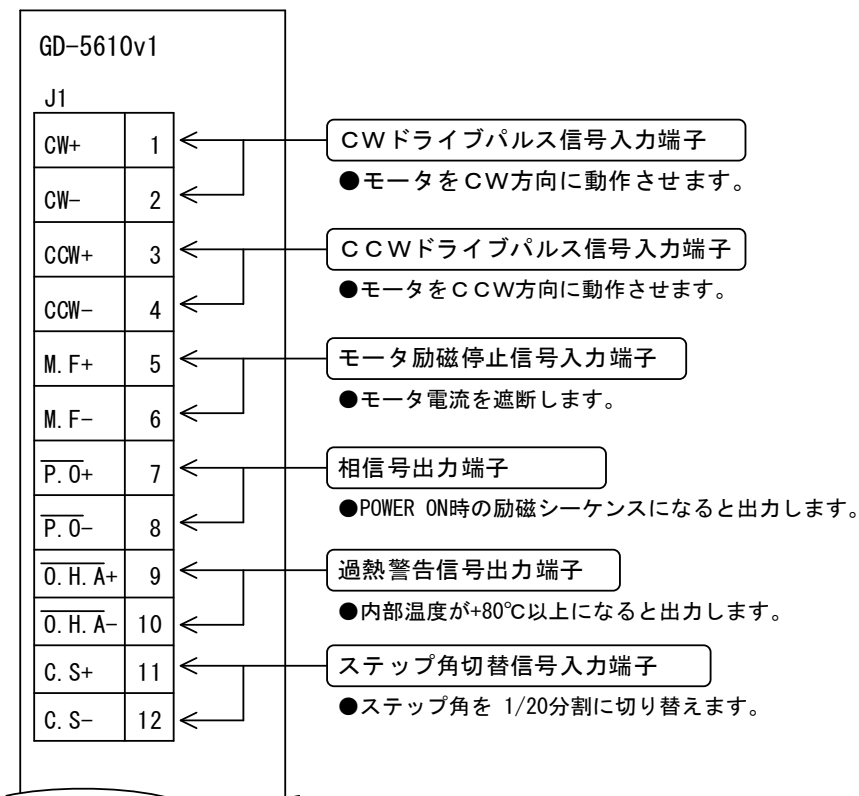 GD-5610v1
J1
CW+ 1
CWドライブパルス信号入力端子
●モータをCW方向に動作させます。
CW- 2
CCW+ 3
CCWドライブパルス信号入力端子
●モータをCCW方向に動作させます。
CCW- 4
M.F+ 5
モータ励磁停止信号入力端子
●モータ電流を遮断します。
M.F- 6
P.O+ 7
相信号出力端子
●POWER ON時の励磁シーケンスになると出力します。
P.O- 8
O.H.A+ 9
過熱警告信号出力端子
●内部温度が+80℃以上になると出力します。
O.H.A- 10
C.S+ 11
ステップ角切替信号入力端子
●ステップ角を 1/20分割に切り替えます。
C.S- 12